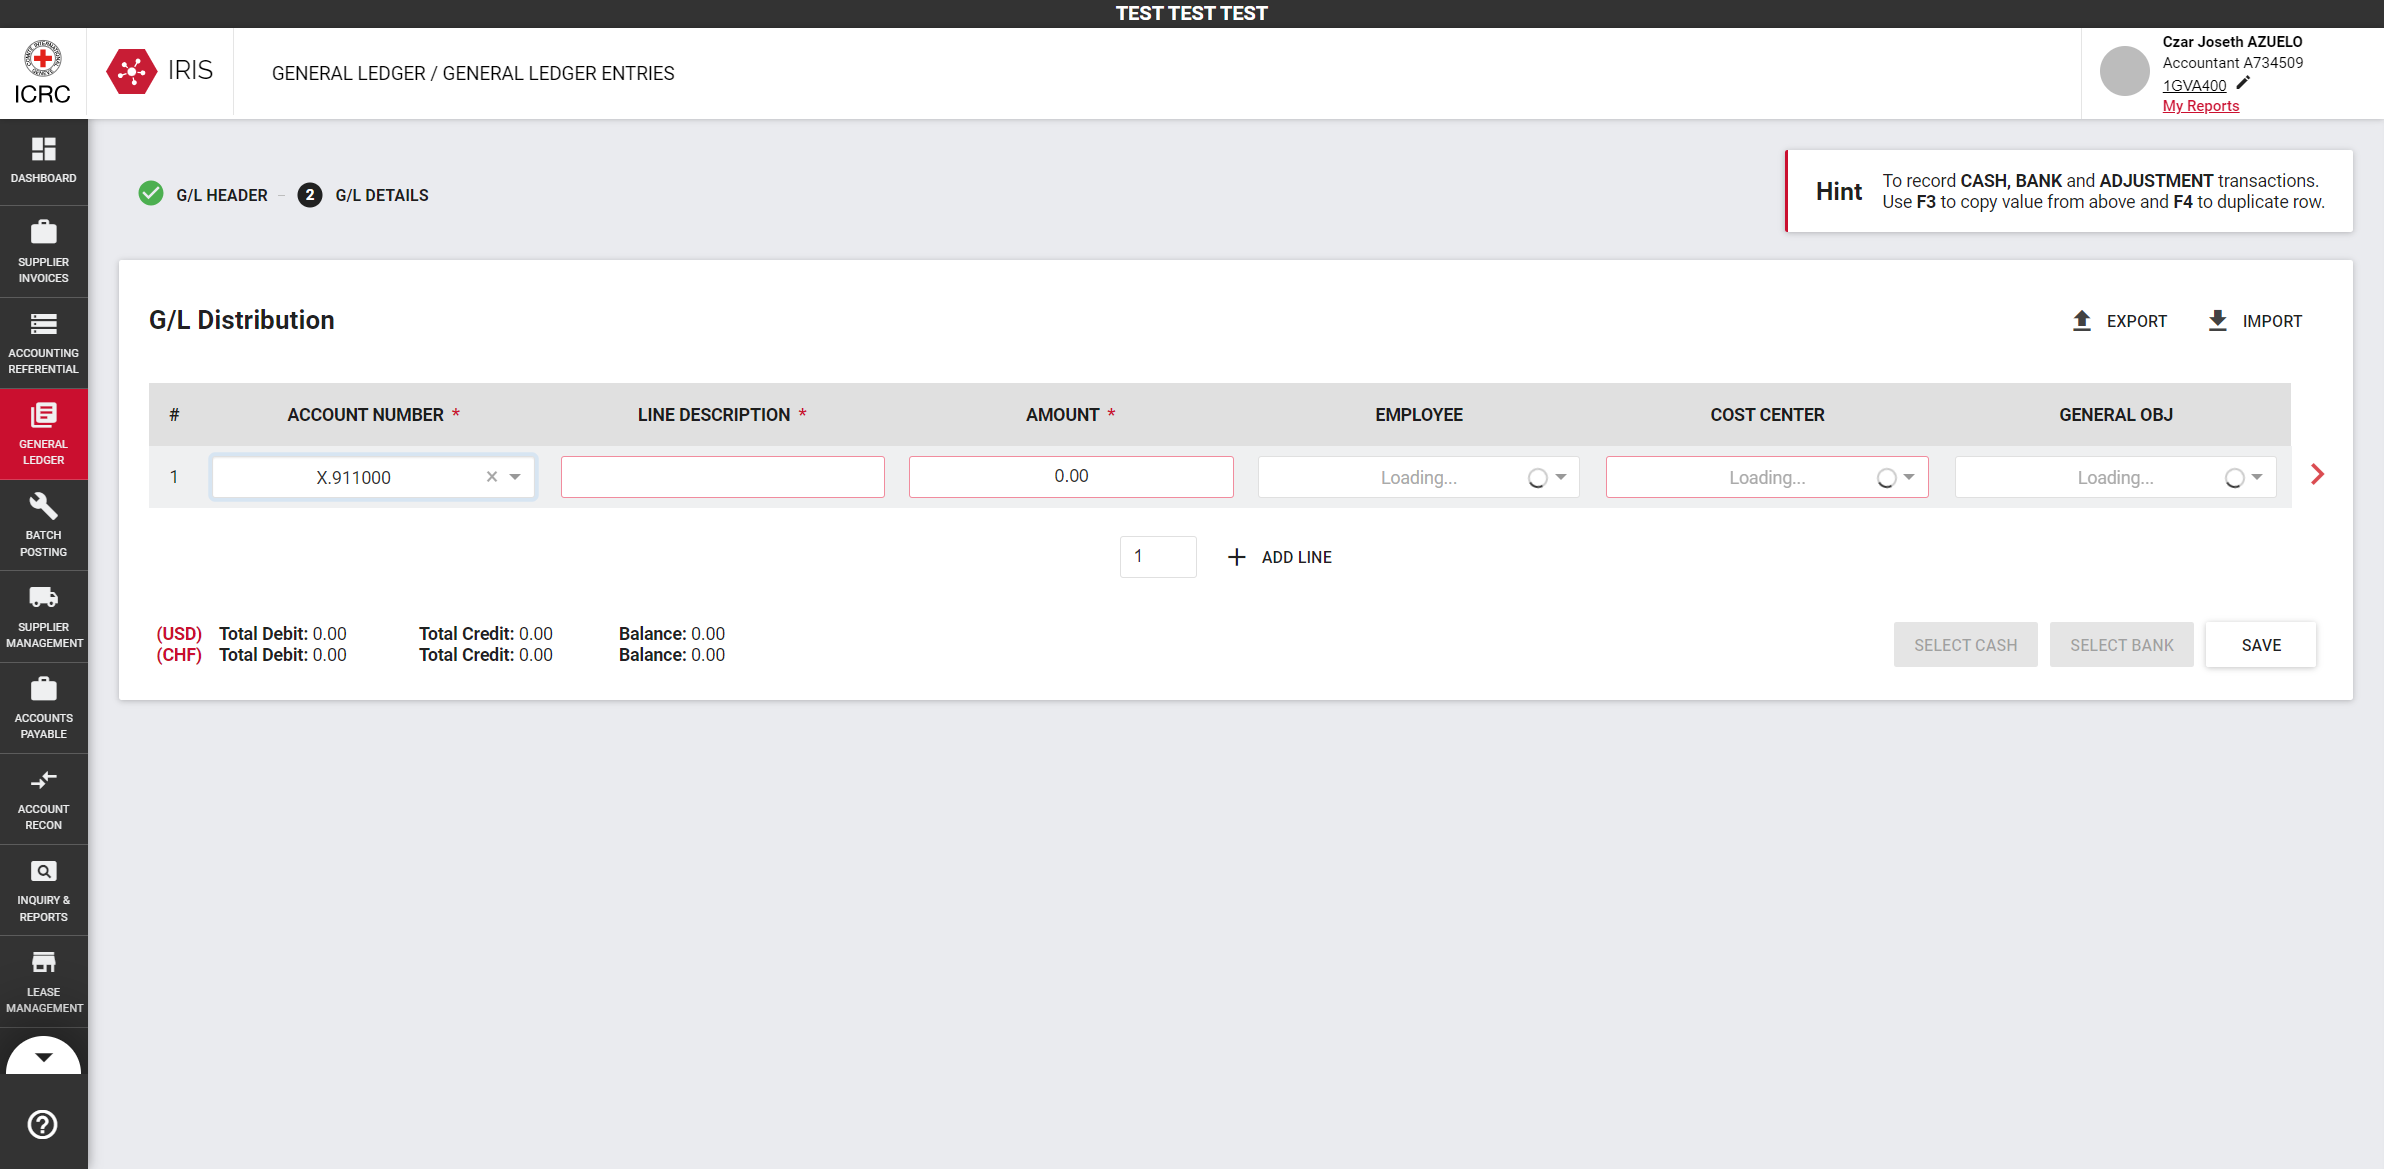 TEST TEST TEST
ICRC
IRIS
GENERAL LEDGER / GENERAL LEDGER ENTRIES
Czar Joseth AZUELO
Accountant A734509
1GVA400
My Reports
DASHBOARD
SUPPLIER
INVOICES
ACCOUNTING
REFERENTIAL
GENERAL
LEDGER
BATCH
POSTING
SUPPLIER
MANAGEMENT
ACCOUNTS
PAYABLE
ACCOUNT
RECON
INQUIRY &
REPORTS
LEASE
MANAGEMENT
G/L HEADER
2 G/L DETAILS
Hint
To record CASH, BANK and ADJUSTMENT transactions.
Use F3 to copy value from above and F4 to duplicate row.
G/L Distribution
EXPORT
IMPORT
# ACCOUNT NUMBER * LINE DESCRIPTION * AMOUNT * EMPLOYEE COST CENTER GENERAL OBJ
1 X.911000 0.00 Loading... Loading... Loading...
1 ADD LINE
(USD) Total Debit: 0.00 Total Credit: 0.00 Balance: 0.00
(CHF) Total Debit: 0.00 Total Credit: 0.00 Balance: 0.00
SELECT CASH SELECT BANK SAVE